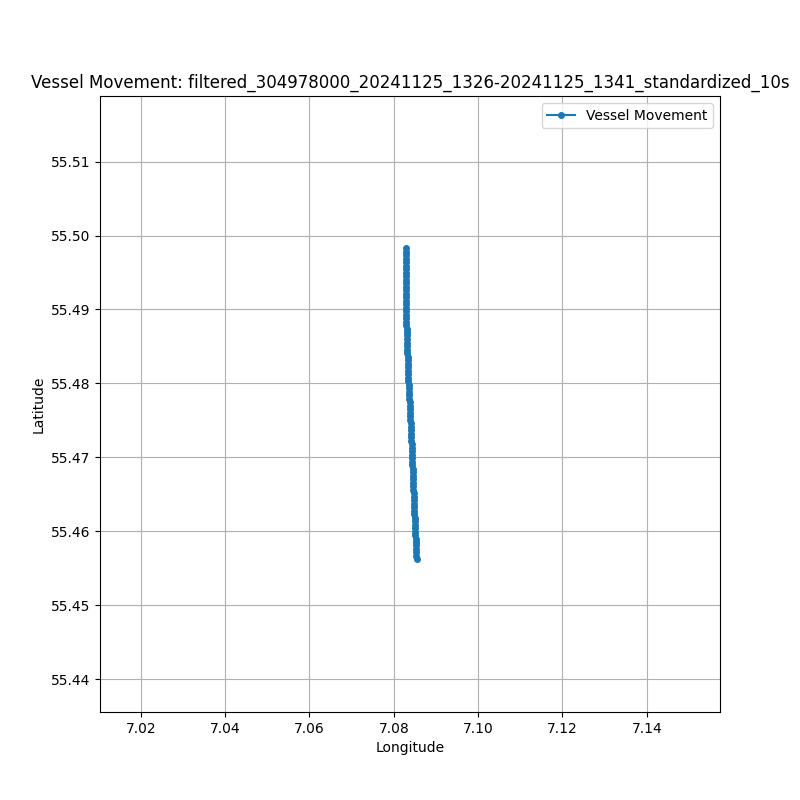 Vessel Movement: filtered_304978000_20241125_1326-20241125_1341_standardized_10s
Vessel Movement
55.51
55.50
55.49
55.48
55.47
55.46
55.45
55.44
Latitude
7.02 7.04 7.06 7.08 7.10 7.12 7.14
Longitude